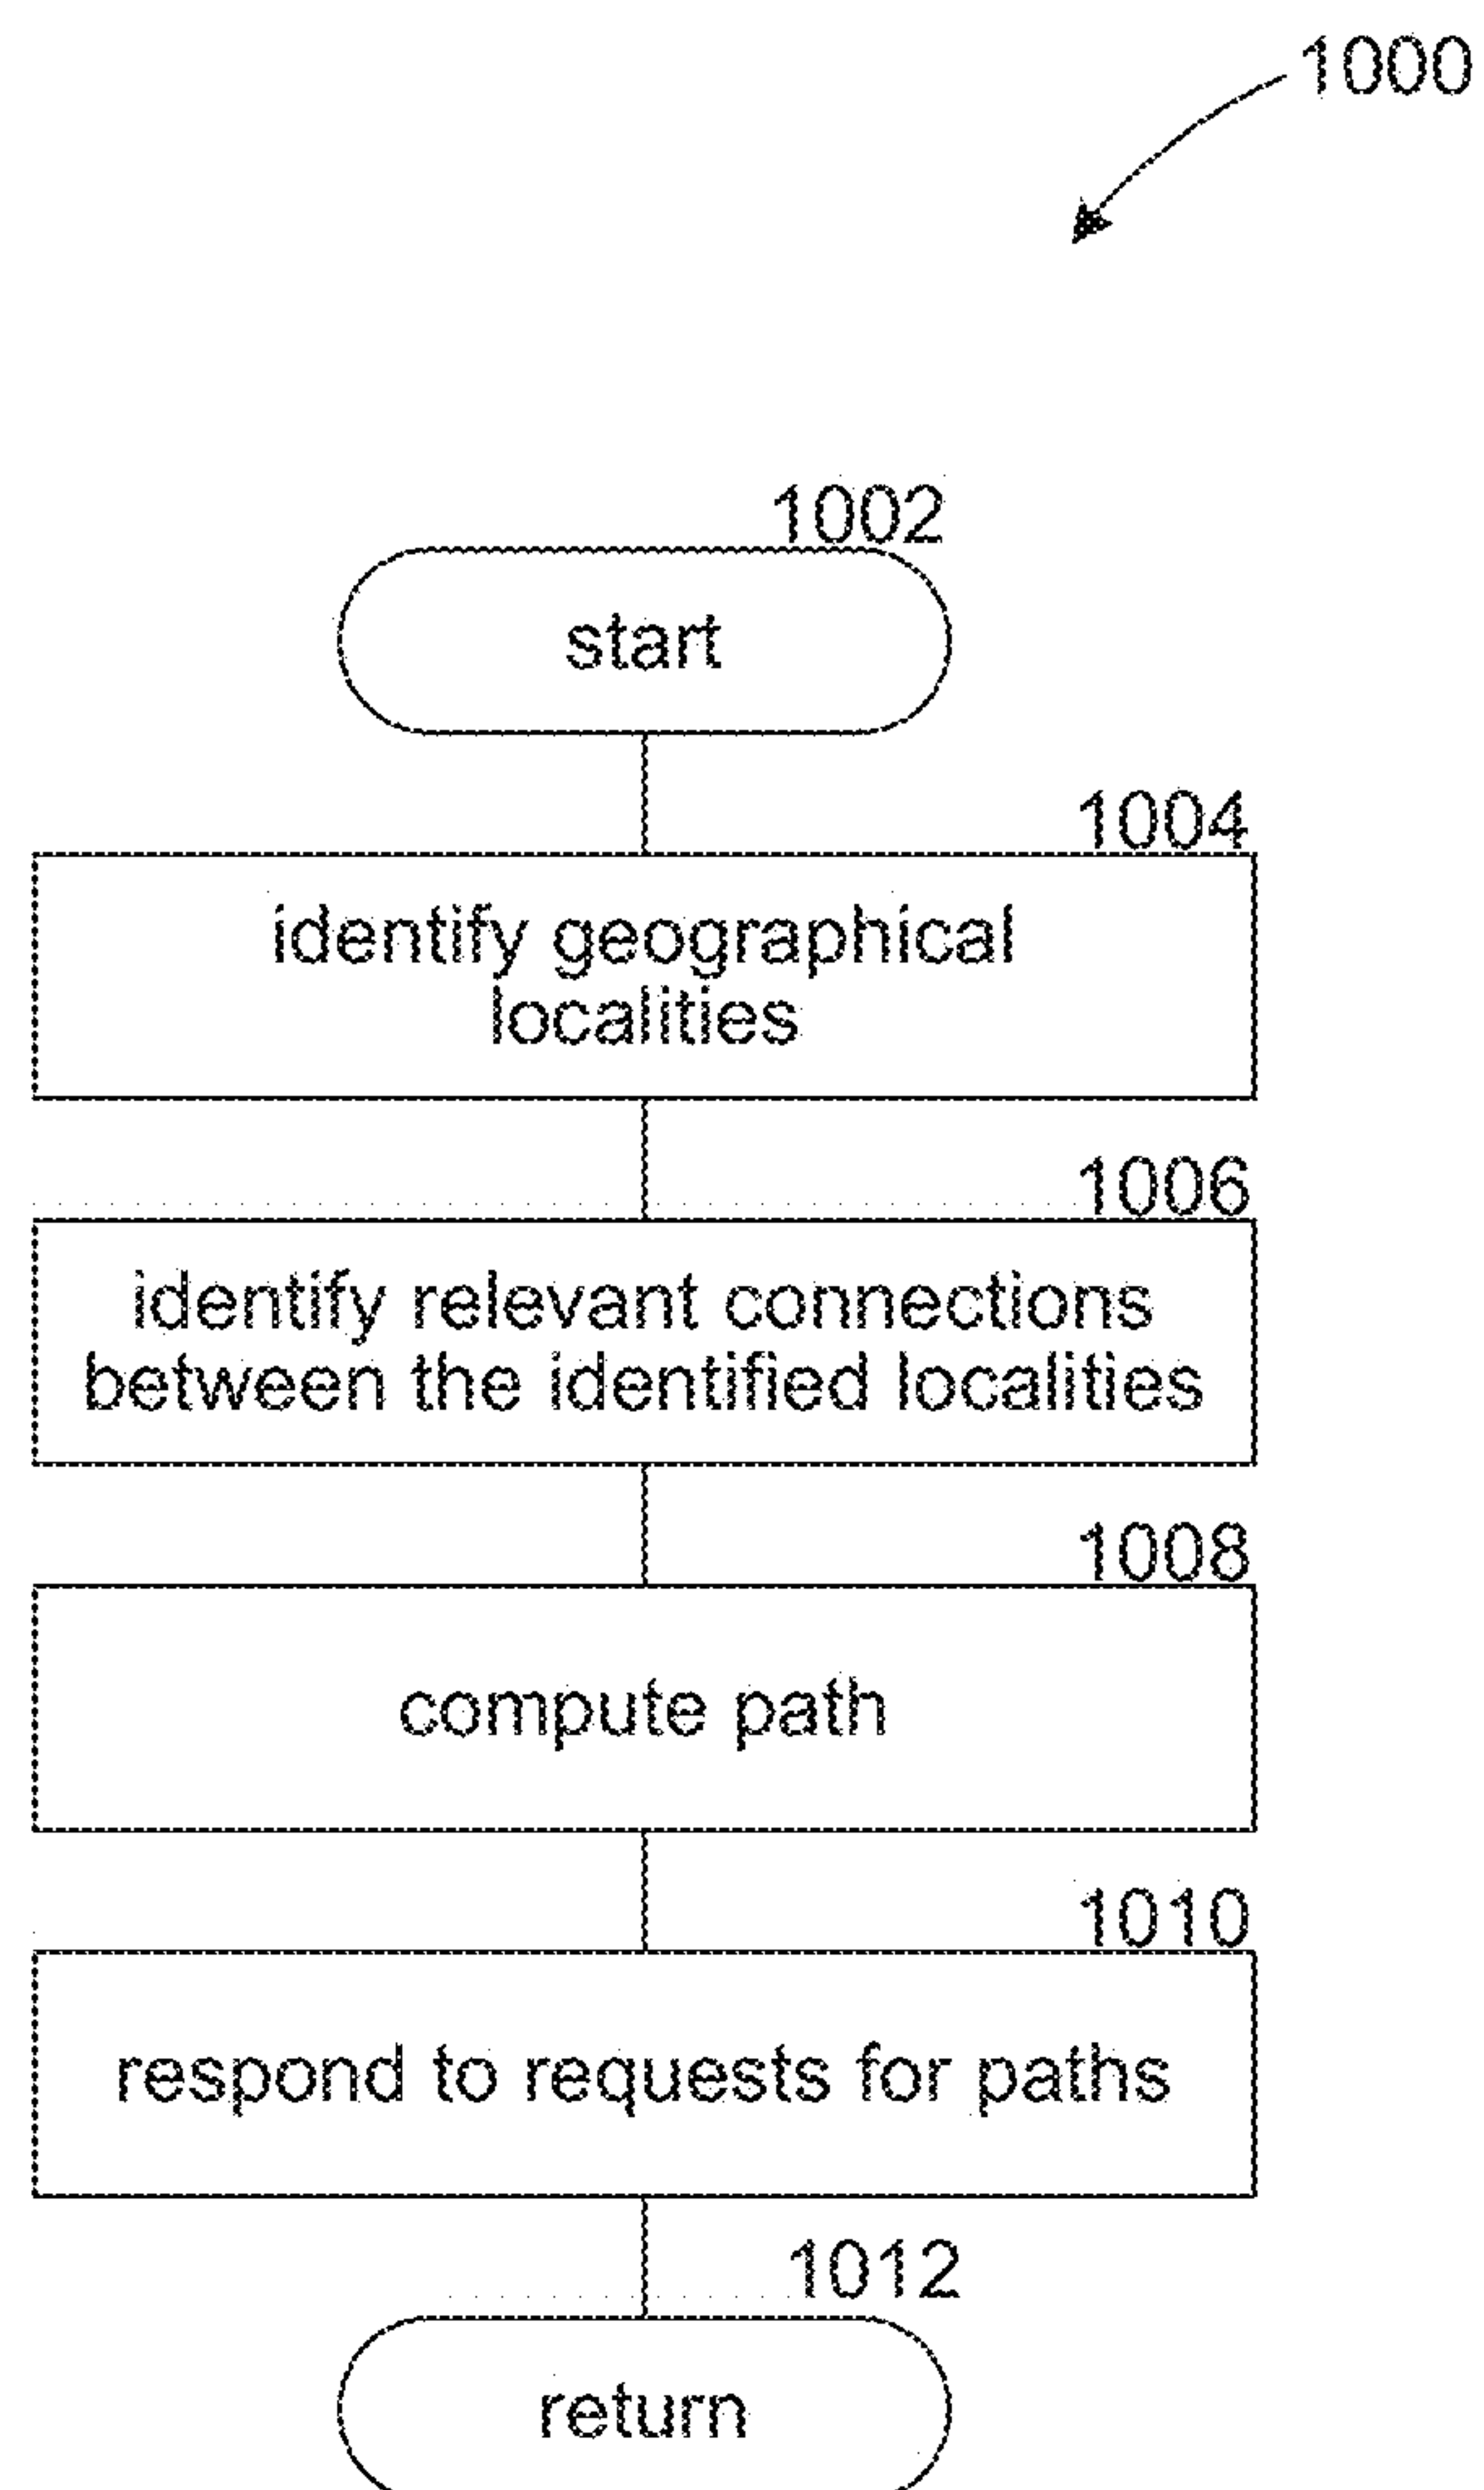 1000
1002
start
1004
identify geographical
localities
1006
identify relevant connections
between the identified localities
1008
compute path
1010
respond to requests for paths
1012
return